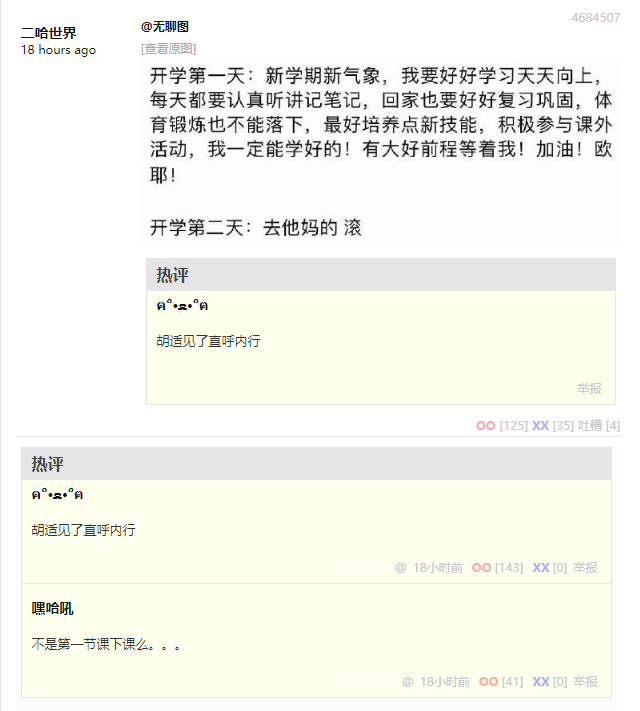 4684507
二哈世界
18 hours ago
@无聊图
[查看原图]
开学第一天：新学期新气象，我要好好学习天天向上，
每天都要认真听讲记笔记，回家也要好好复习巩固，体
育锻炼也不能落下，最好培养点新技能，积极参与课外
活动，我一定能学好的！有大好前程等着我！加油！欧
耶！
开学第二天：去他妈的 滚
热评
ฅ՞•ﻌ•՞ฅ
胡适见了直呼内行
举报
OO [125] XX [35] 吐槽 [4]
热评
ฅ՞•ﻌ•՞ฅ
胡适见了直呼内行
@ 18小时前 OO [143] XX [0] 举报
嘿哈吼
不是第一节课下课么。。。
@ 18小时前 OO [41] XX [0] 举报